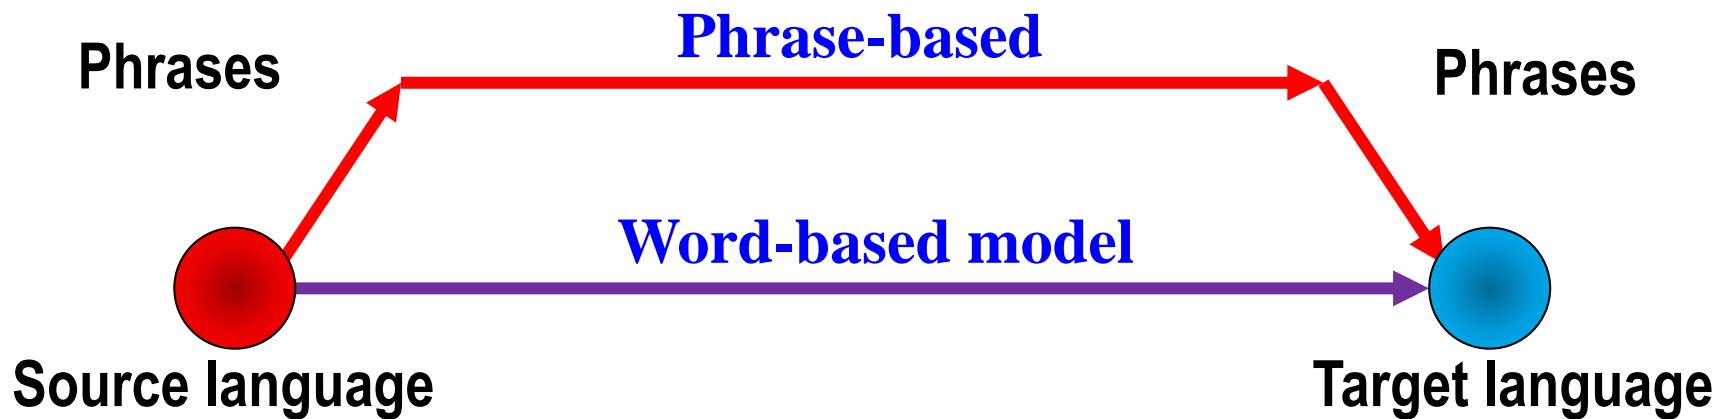 Phrase-based
Phrases
Phrases
Word-based model
Source language
Target language